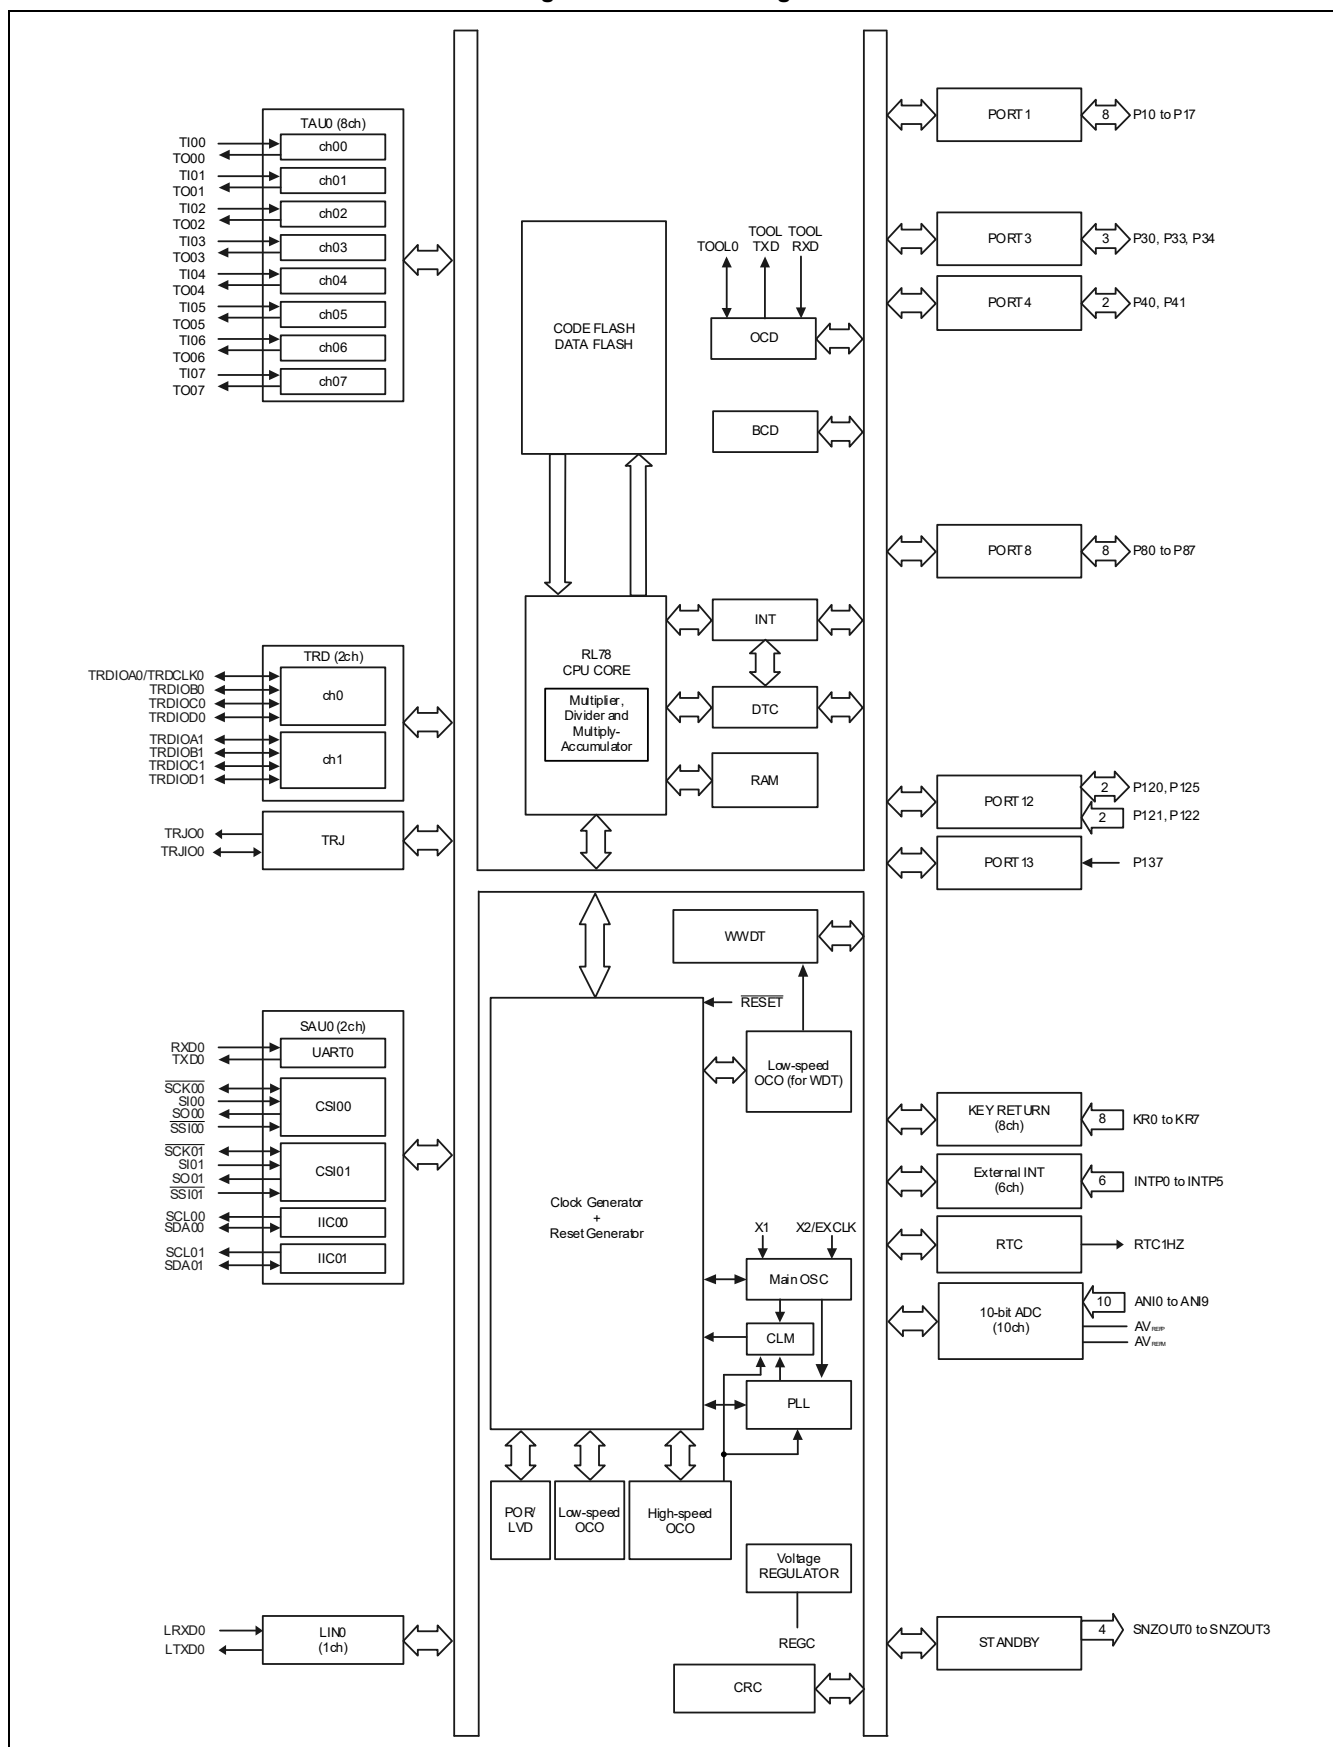 TAU0 (8ch)
TI00
TO00
ch00
TI01
TO01
ch01
TI02
TO02
ch02
TI03
TO03
ch03
TI04
TO04
ch04
TI05
TO05
ch05
TI06
TO06
ch06
TI07
TO07
ch07
TRD (2ch)
TRDIOA0/TRDCLK0
TRDIOB0
TRDIOC0
TRDIOD0
ch0
TRDIOA1
TRDIOB1
TRDIOC1
TRDIOD1
ch1
TRJO0
TRJIO0
TRJ
SAU0 (2ch)
RXD0
TXD0
UART0
SCK00
SI00
SO00
SSI00
CSI00
SCK01
SI01
SO01
SSI01
CSI01
SCL00
SDA00
IIC00
SCL01
SDA01
IIC01
LRXD0
LTXD0
LIN0
(1ch)
CODE FLASH
DATA FLASH
TOOL0
TOOL
TXD
TOOL
RXD
OCD
BCD
RL78
CPU CORE
Multiplier,
Divider and
Multiply-
Accumulator
INT
DTC
RAM
WWDT
RESET
Low-speed
OCO (for WDT)
Clock Generator
+
Reset Generator
X1
X2/EXCLK
Main OSC
CLM
PLL
POR/
LVD
Low-speed
OCO
High-speed
OCO
Voltage
REGULATOR
REGC
CRC
PORT 1
8
P10 to P17
PORT 3
3
P30, P33, P34
PORT 4
2
P40, P41
PORT 8
8
P80 to P87
PORT 12
2
P120, P125
2
P121, P122
PORT 13
P137
KEY RETURN
(8ch)
8
KR0 to KR7
External INT
(6ch)
6
INTP0 to INTP5
RTC
RTC1HZ
10-bit ADC
(10ch)
10
ANI0 to ANI9
AVREFP
AVREFM
STANDBY
4
SNZOUT0 to SNZOUT3